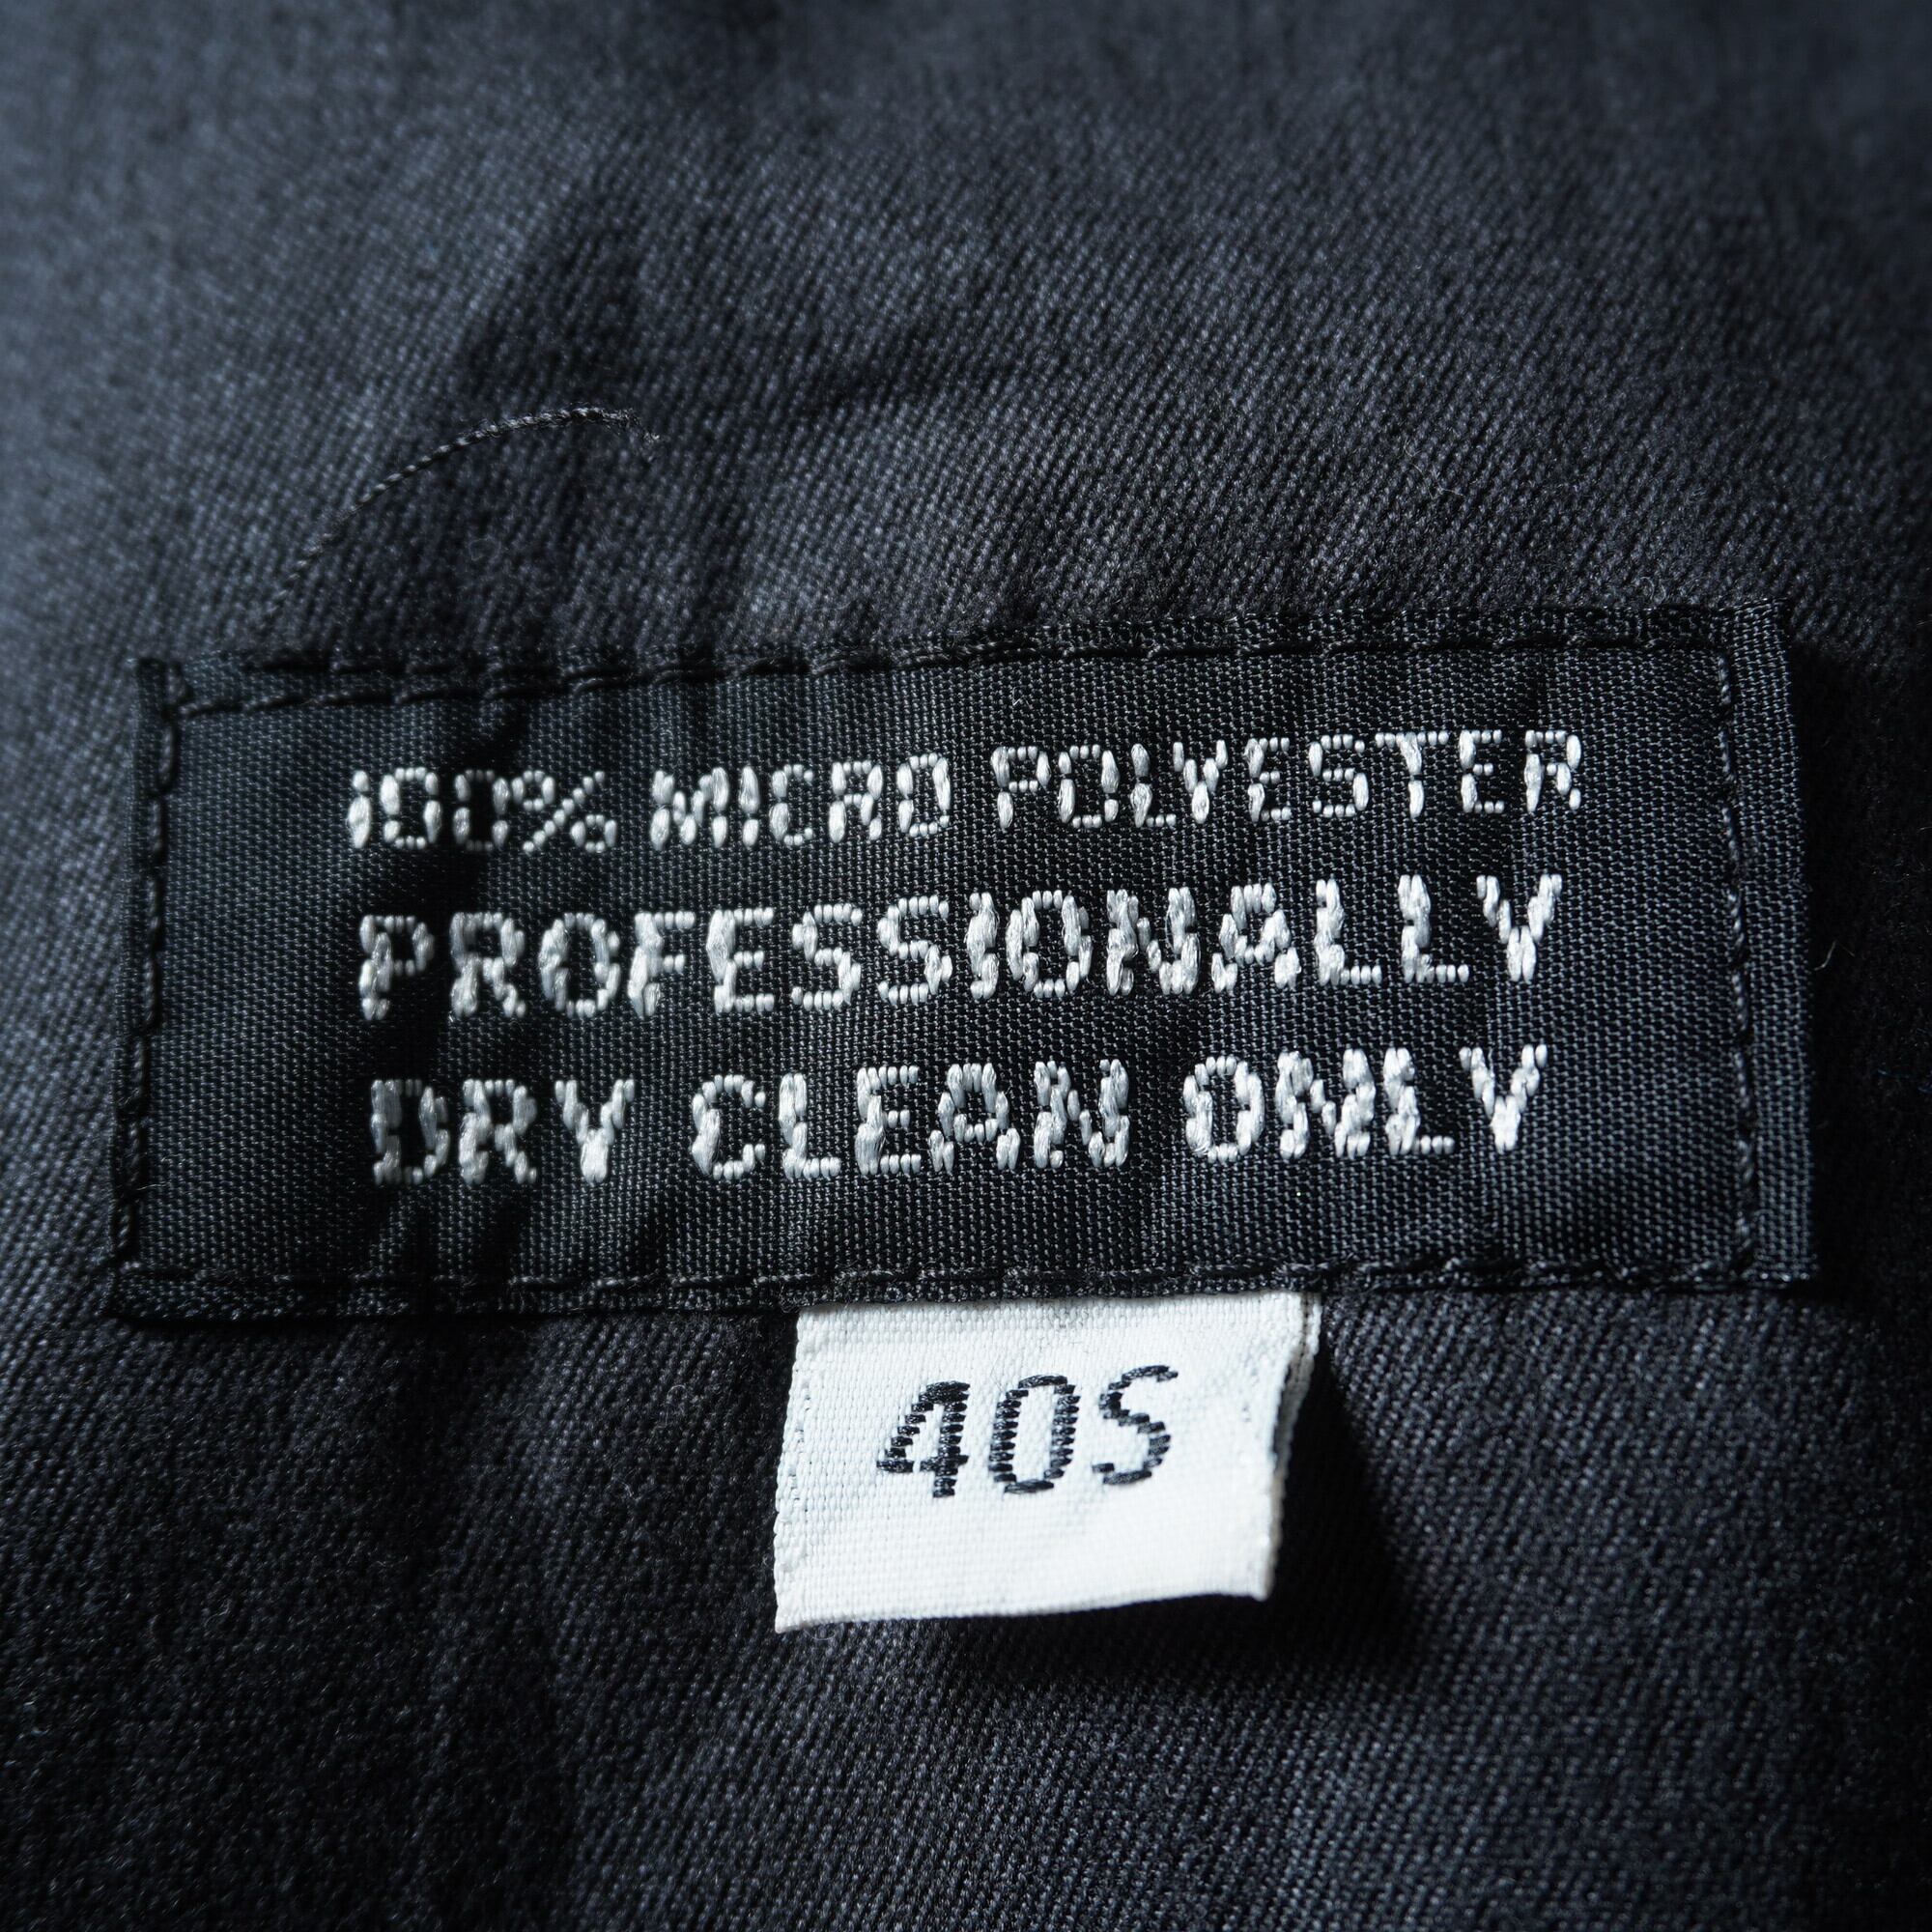 100% MICRO POLYESTER
PROFESSIONALLY
DRY CLEAN ONLY
40S